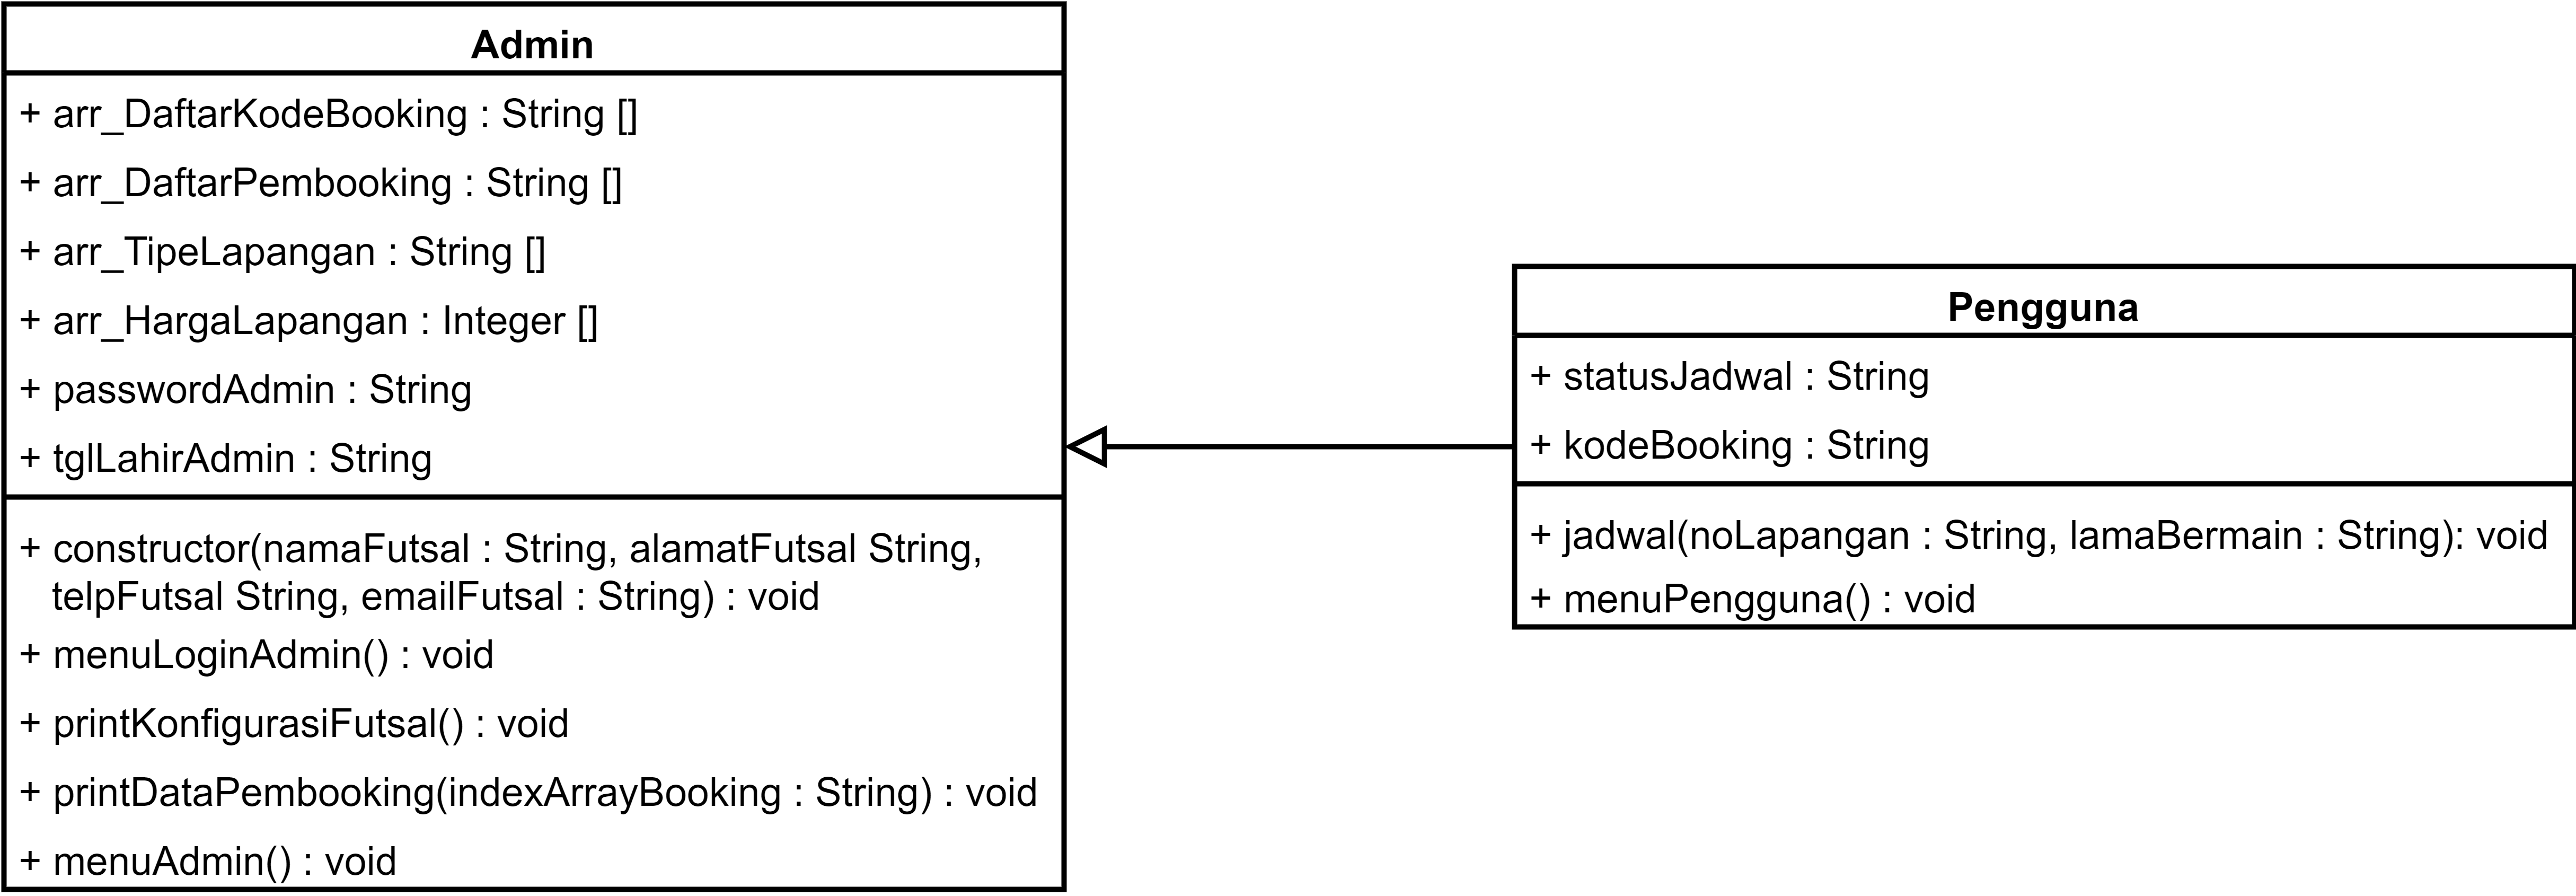 Admin
+ arr_DaftarKodeBooking : String []
+ arr_DaftarPembooking : String []
+ arr_TipeLapangan : String []
+ arr_HargaLapangan : Integer []
+ passwordAdmin : String
+ tglLahirAdmin : String
+ constructor(namaFutsal : String, alamatFutsal String,
telpFutsal String, emailFutsal : String) : void
+ menuLoginAdmin() : void
+ printKonfigurasiFutsal() : void
+ printDataPembooking(indexArrayBooking : String) : void
+ menuAdmin() : void
Pengguna
+ statusJadwal : String
+ kodeBooking : String
+ jadwal(noLapangan : String, lamaBermain : String): void
+ menuPengguna() : void